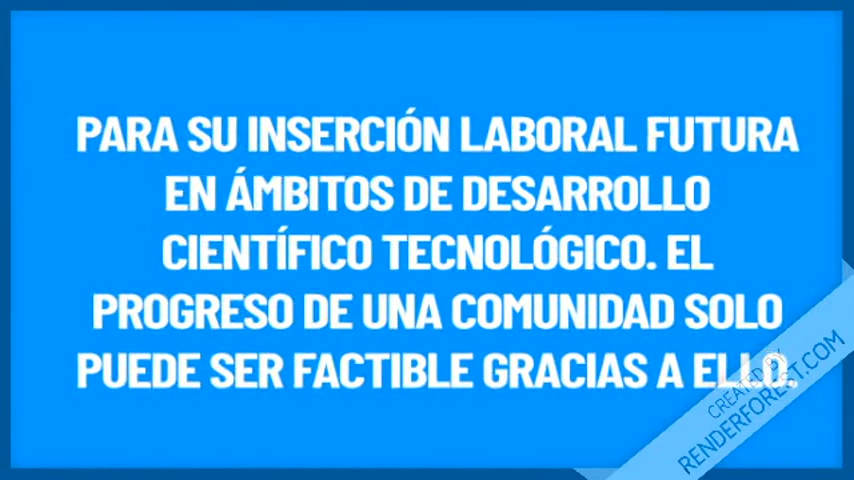 PARA SU INSERCIÓN LABORAL FUTURA
EN ÁMBITOS DE DESARROLLO
CIENTÍFICO TECNOLÓGICO. EL
PROGRESO DE UNA COMUNIDAD SOLO
PUEDE SER FACTIBLE GRACIAS A ELLO.
CREATED BY
RENDERFOREST.COM